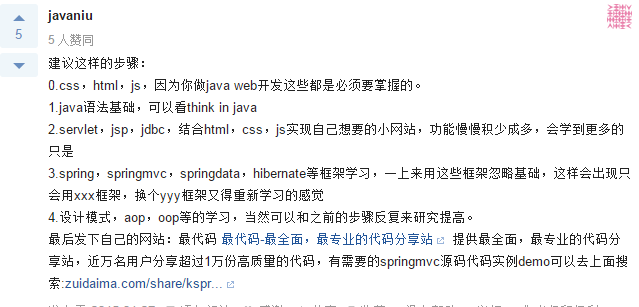 javaniu
5
5 人赞同
建议这样的步骤：
0.css，html，js，因为你做java web开发这些都是必须要掌握的。
1.java语法基础，可以看think in java
2.servlet，jsp，jdbc，结合html，css，js实现自己想要的小网站，功能慢慢积少成多，会学到更多的
只是
3.spring，springmvc，springdata，hibernate等框架学习，一上来用这些框架忽略基础，这样会出现只
会用xxx框架，换个yyy框架又得重新学习的感觉
4.设计模式，aop，oop等的学习，当然可以和之前的步骤反复来研究提高。
最后发下自己的网站：最代码 最代码-最全面，最专业的代码分享站 提供最全面，最专业的代码分
享站，近万名用户分享超过1万份高质量的代码，有需要的springmvc源码代码实例demo可以去上面搜
索:zuidaima.com/share/kspr...